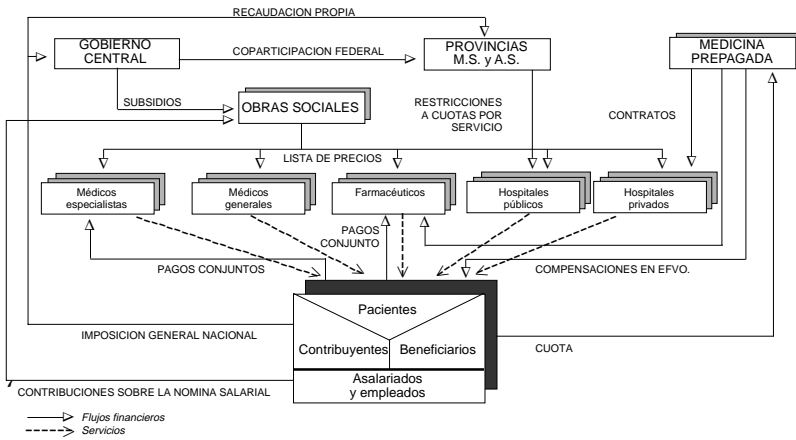 RECAUDACION PROPIA
GOBIERNO
CENTRAL
COPARTICIPACION FEDERAL
PROVINCIAS
M.S. y A.S.
MEDICINA
PREPAGADA
SUBSIDIOS
OBRAS SOCIALES
RESTRICCIONES
A CUOTAS POR
SERVICIO
CONTRATOS
LISTA DE PRECIOS
Médicos
especialistas
Médicos
generales
Farmacéuticos
Hospitales
públicos
Hospitales
privados
PAGOS
CONJUNTO
PAGOS CONJUNTOS
COMPENSACIONES EN EFVO.
Pacientes
IMPOSICION GENERAL NACIONAL
Contribuyentes
Beneficiarios
CUOTA
Asalariados
y empleados
CONTRIBUCIONES SOBRE LA NOMINA SALARIAL
Flujos financieros
Servicios